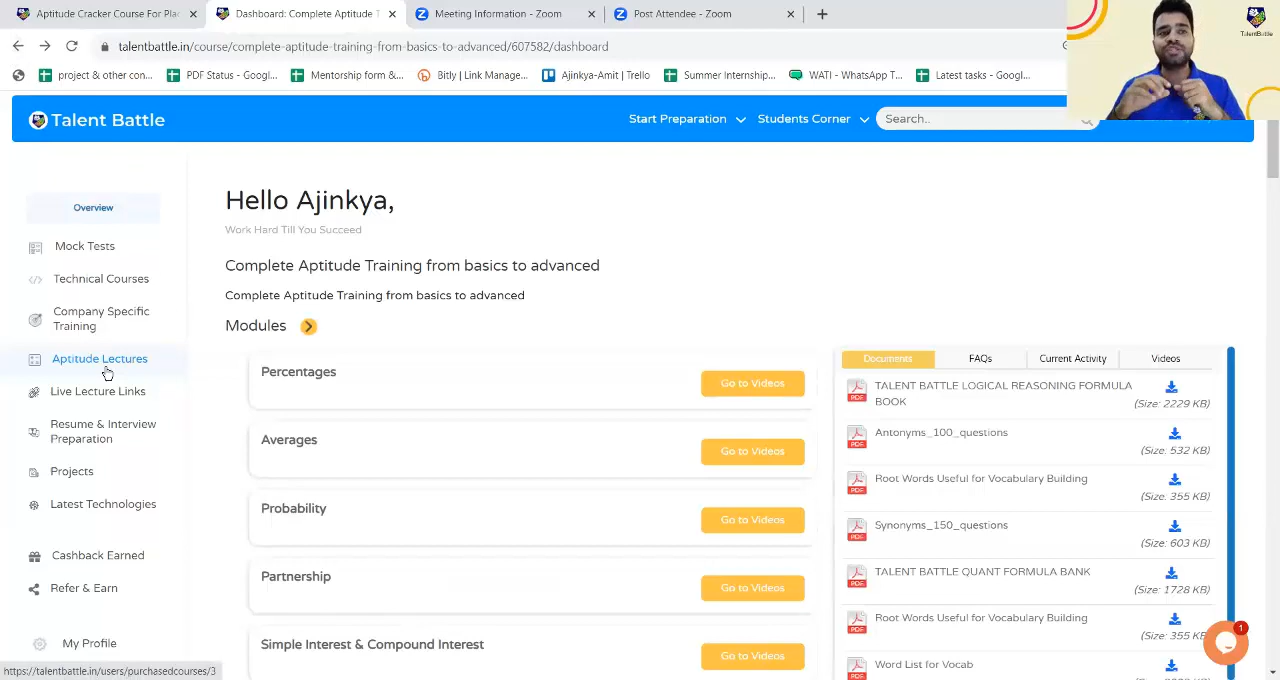 Aptitude Cracker Course For Pla
Dashboard: Complete Aptitude T
Meeting Information - Zoom
Post Attendee - Zoom
talentbattle.in/course/complete-aptitude-training-from-basics-to-advanced/607582/dashboard
project & other con...
PDF Status - Googl...
Mentorship form &...
Bitly | Link Manage...
Ajinkya-Amit | Trello
Summer Internship...
WATI - WhatsApp T...
Latest tasks - Googl...
TalentBattle
Talent Battle
Start Preparation
Students Corner
Search..
Overview
Mock Tests
Technical Courses
Company Specific
Training
Aptitude Lectures
Live Lecture Links
Resume & Interview
Preparation
Projects
Latest Technologies
Cashback Earned
Refer & Earn
My Profile
https://talentbattle.in/users/purchasedcourses/3
Hello Ajinkya,
Work Hard Till You Succeed
Complete Aptitude Training from basics to advanced
Complete Aptitude Training from basics to advanced
Modules
Percentages
Go to Videos
Averages
Go to Videos
Probability
Go to Videos
Partnership
Go to Videos
Simple Interest & Compound Interest
Go to Videos
Documents
FAQs
Current Activity
Videos
TALENT BATTLE LOGICAL REASONING FORMULA
BOOK
(Size: 2229 KB)
Antonyms_100_questions
(Size: 532 KB)
Root Words Useful for Vocabulary Building
(Size: 355 KB)
Synonyms_150_questions
(Size: 603 KB)
TALENT BATTLE QUANT FORMULA BANK
(Size: 1728 KB)
Root Words Useful for Vocabulary Building
(Size: 355 KB)
Word List for Vocab
1